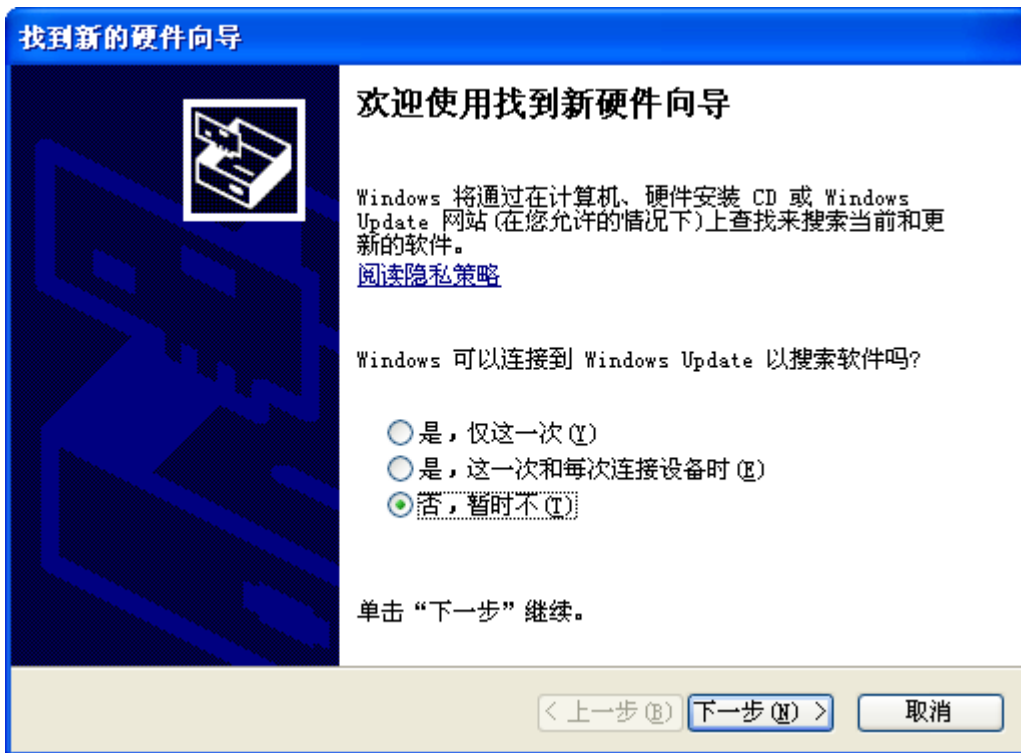 找到新的硬件向导
欢迎使用找到新硬件向导
Windows 将通过在计算机、硬件安装 CD 或 Windows
Update 网站(在您允许的情况下)上查找来搜索当前和更
新的软件。
阅读隐私策略
Windows 可以连接到 Windows Update 以搜索软件吗?
是，仅这一次(Y)
是，这一次和每次连接设备时(E)
否，暂时不(T)
单击“下一步”继续。
< 上一步(B)
下一步(N) >
取消